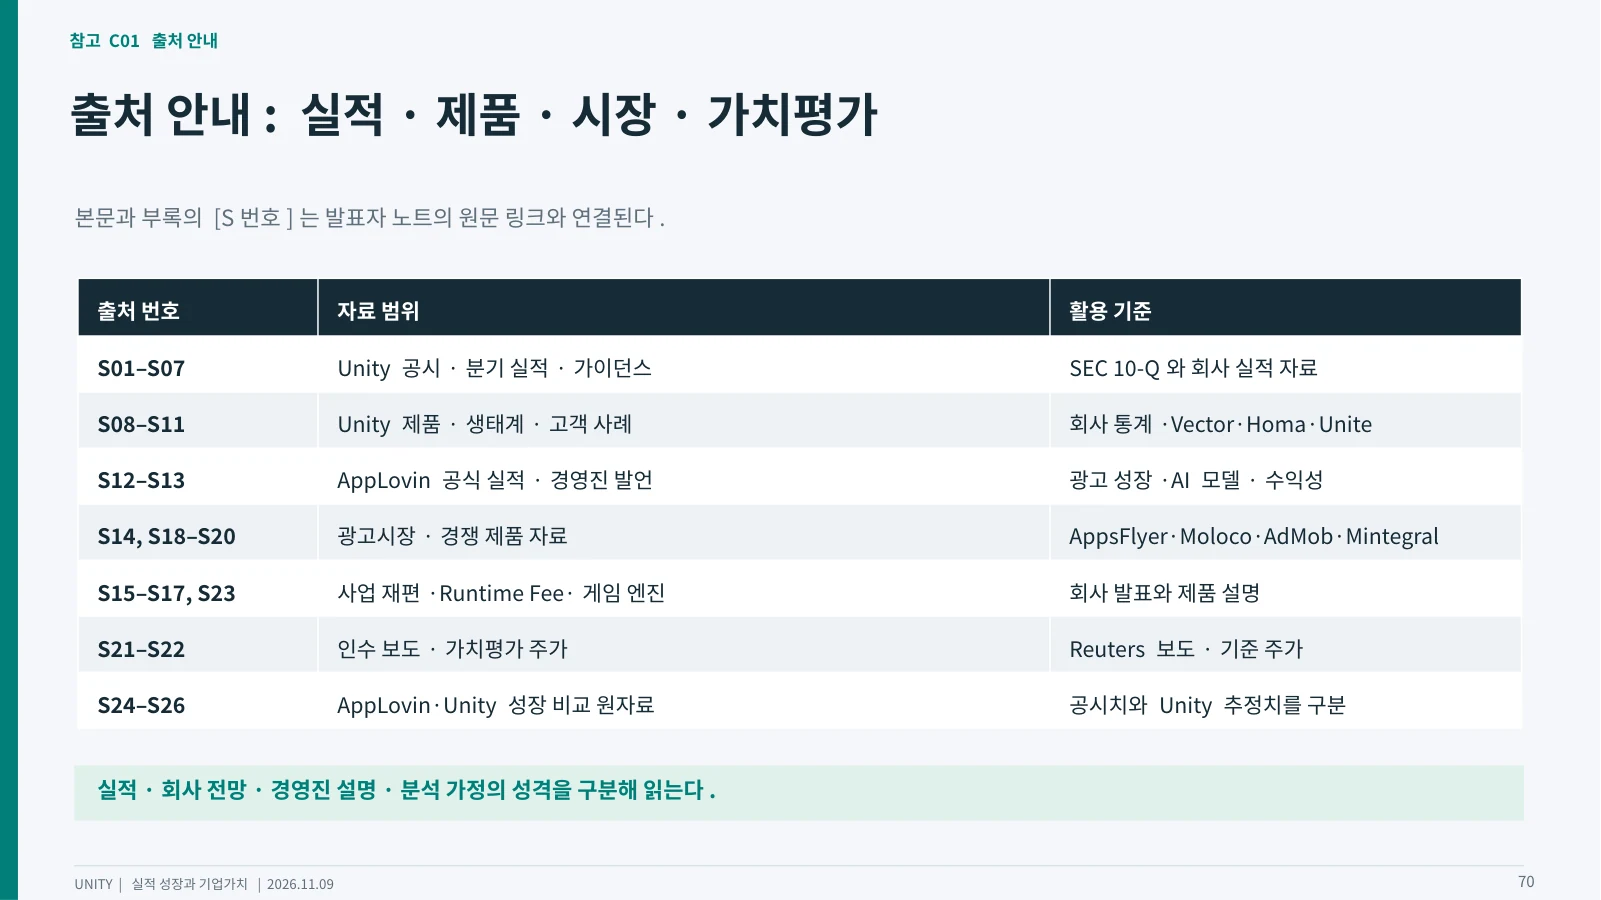 참고 C01 출처 안내
출처 안내 : 실적 · 제품 · 시장 · 가치평가
본문과 부록의 [S 번호 ] 는 발표자 노트의 원문 링크와 연결된다 .
출처 번호 자료 범위 활용 기준
S01–S07 Unity 공시 · 분기 실적 · 가이던스 SEC 10-Q 와 회사 실적 자료
S08–S11 Unity 제품 · 생태계 · 고객 사례 회사 통계 ·Vector·Homa·Unite
S12–S13 AppLovin 공식 실적 · 경영진 발언 광고 성장 ·AI 모델 · 수익성
S14, S18–S20 광고시장 · 경쟁 제품 자료 AppsFlyer·Moloco·AdMob·Mintegral
S15–S17, S23 사업 재편 ·Runtime Fee· 게임 엔진 회사 발표와 제품 설명
S21–S22 인수 보도 · 가치평가 주가 Reuters 보도 · 기준 주가
S24–S26 AppLovin·Unity 성장 비교 원자료 공시치와 Unity 추정치를 구분
실적 · 회사 전망 · 경영진 설명 · 분석 가정의 성격을 구분해 읽는다 .
UNITY | 실적 성장과 기업가치 | 2026.11.09 70